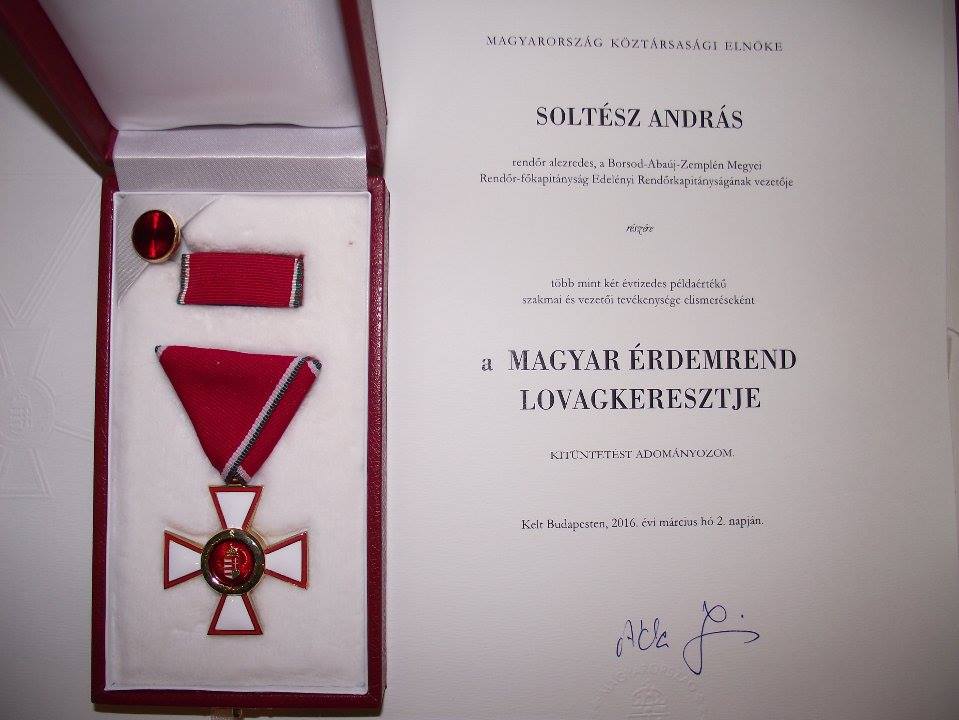 MAGYARORSZÁG KÖZTÁRSASÁGI ELNÖKE
SOLTÉSZ ANDRÁS
rendőr alezredes, a Borsod-Abaúj-Zemplén Megyei
Rendőr-főkapitányság Edelényi Rendőrkapitányságának vezetője
részére
több mint két évtizedes példaértékű
szakmai és vezetői tevékenysége elismeréseként
a MAGYAR ÉRDEMREND
LOVAGKERESZTJE
KITÜNTETÉST ADOMÁNYOZOM.
Kelt Budapesten, 2016. évi március hó 2. napján.